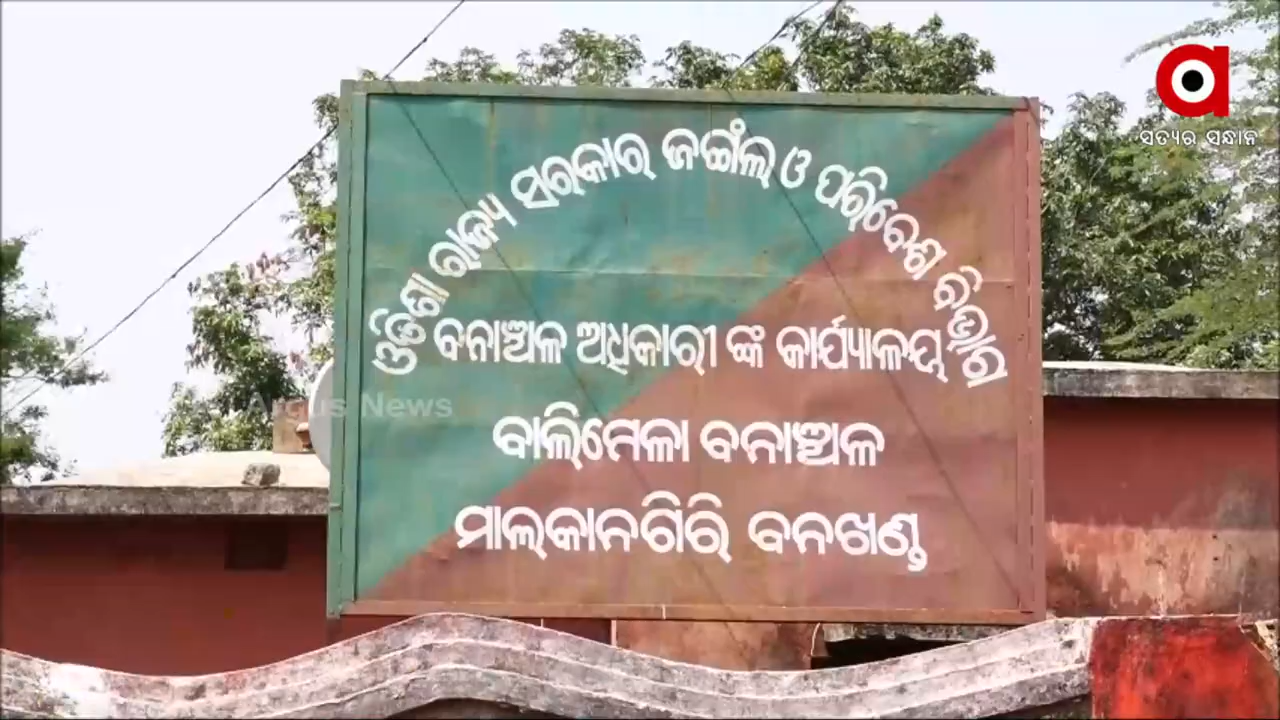 ସତ୍ୟର ସନ୍ଧାନ
ଓଡିଶା ରାଜ୍ୟ ସରକାର ଜଙ୍ଗଲ ଓ ପରିବେଶ ବିଭାଗ
ବନାଞ୍ଚଳ ଅଧିକାରୀ ଙ୍କ କାର୍ଯ୍ୟାଳୟ
Argus News
ବାଲିମେଳା ବନାଞ୍ଚଳ
ମାଲକାନଗିରି ବନଖଣ୍ଡ